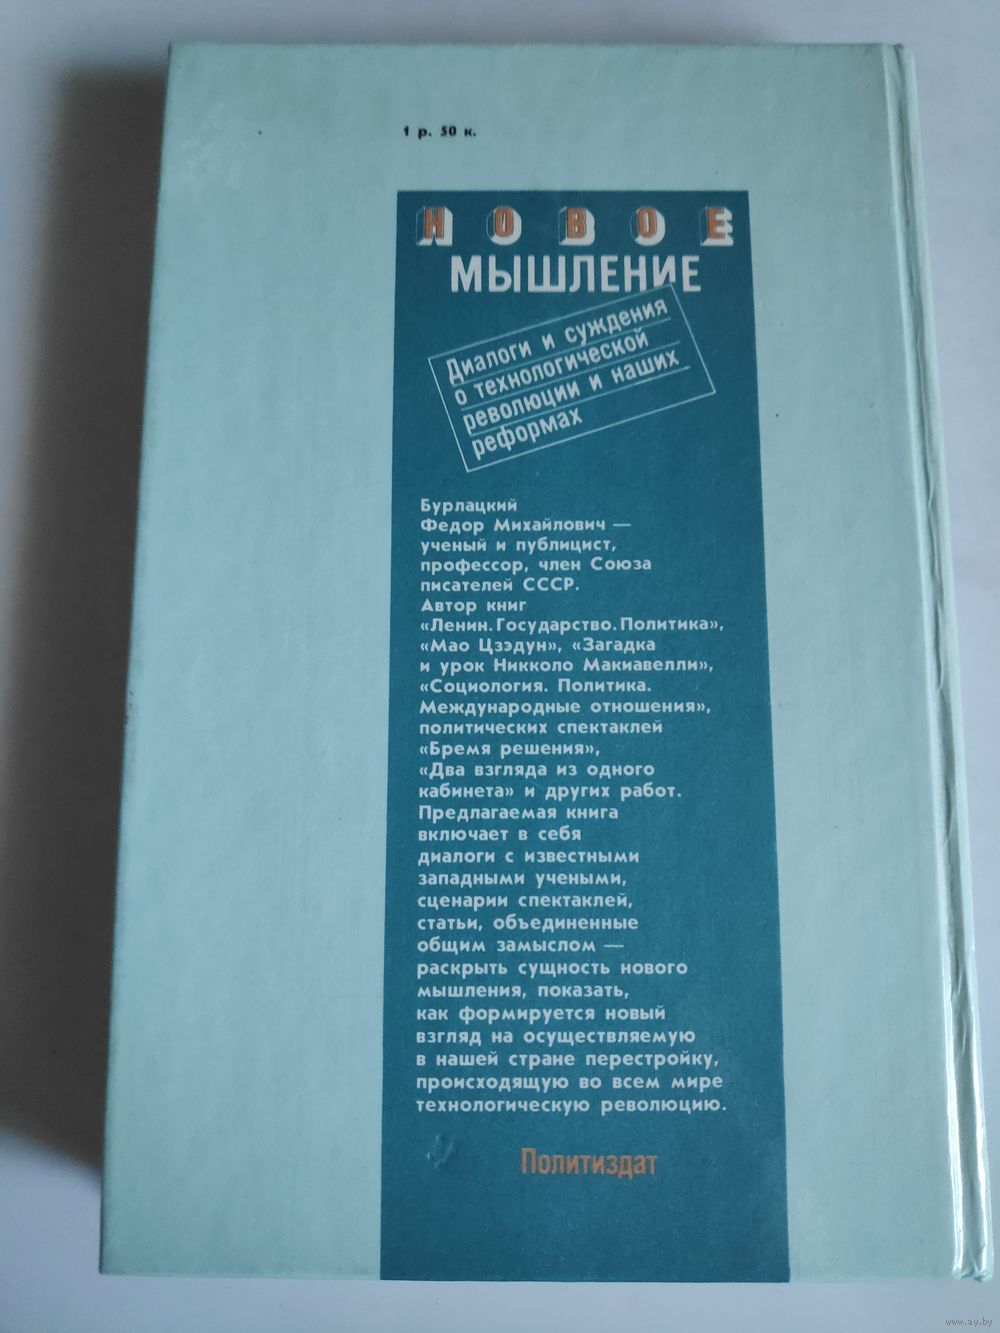 1 р. 50 к.
НОВОЕ
МЫШЛЕНИЕ
Диалоги и суждения
о технологической
революции и наших
реформах
Бурлацкий
Федор Михайлович —
ученый и публицист,
профессор, член Союза
писателей СССР.
Автор книг
«Ленин. Государство. Политика»,
«Мао Цзэдун», «Загадка
и урок Никколо Макиавелли»,
«Социология. Политика.
Международные отношения»,
политических спектаклей
«Бремя решения»,
«Два взгляда из одного
кабинета» и других работ.
Предлагаемая книга
включает в себя
диалоги с известными
западными учеными,
сценарии спектаклей,
статьи, объединенные
общим замыслом —
раскрыть сущность нового
мышления, показать,
как формируется новый
взгляд на осуществляемую
в нашей стране перестройку,
происходящую во всем мире
технологическую революцию.
Политиздат
www.ay.by